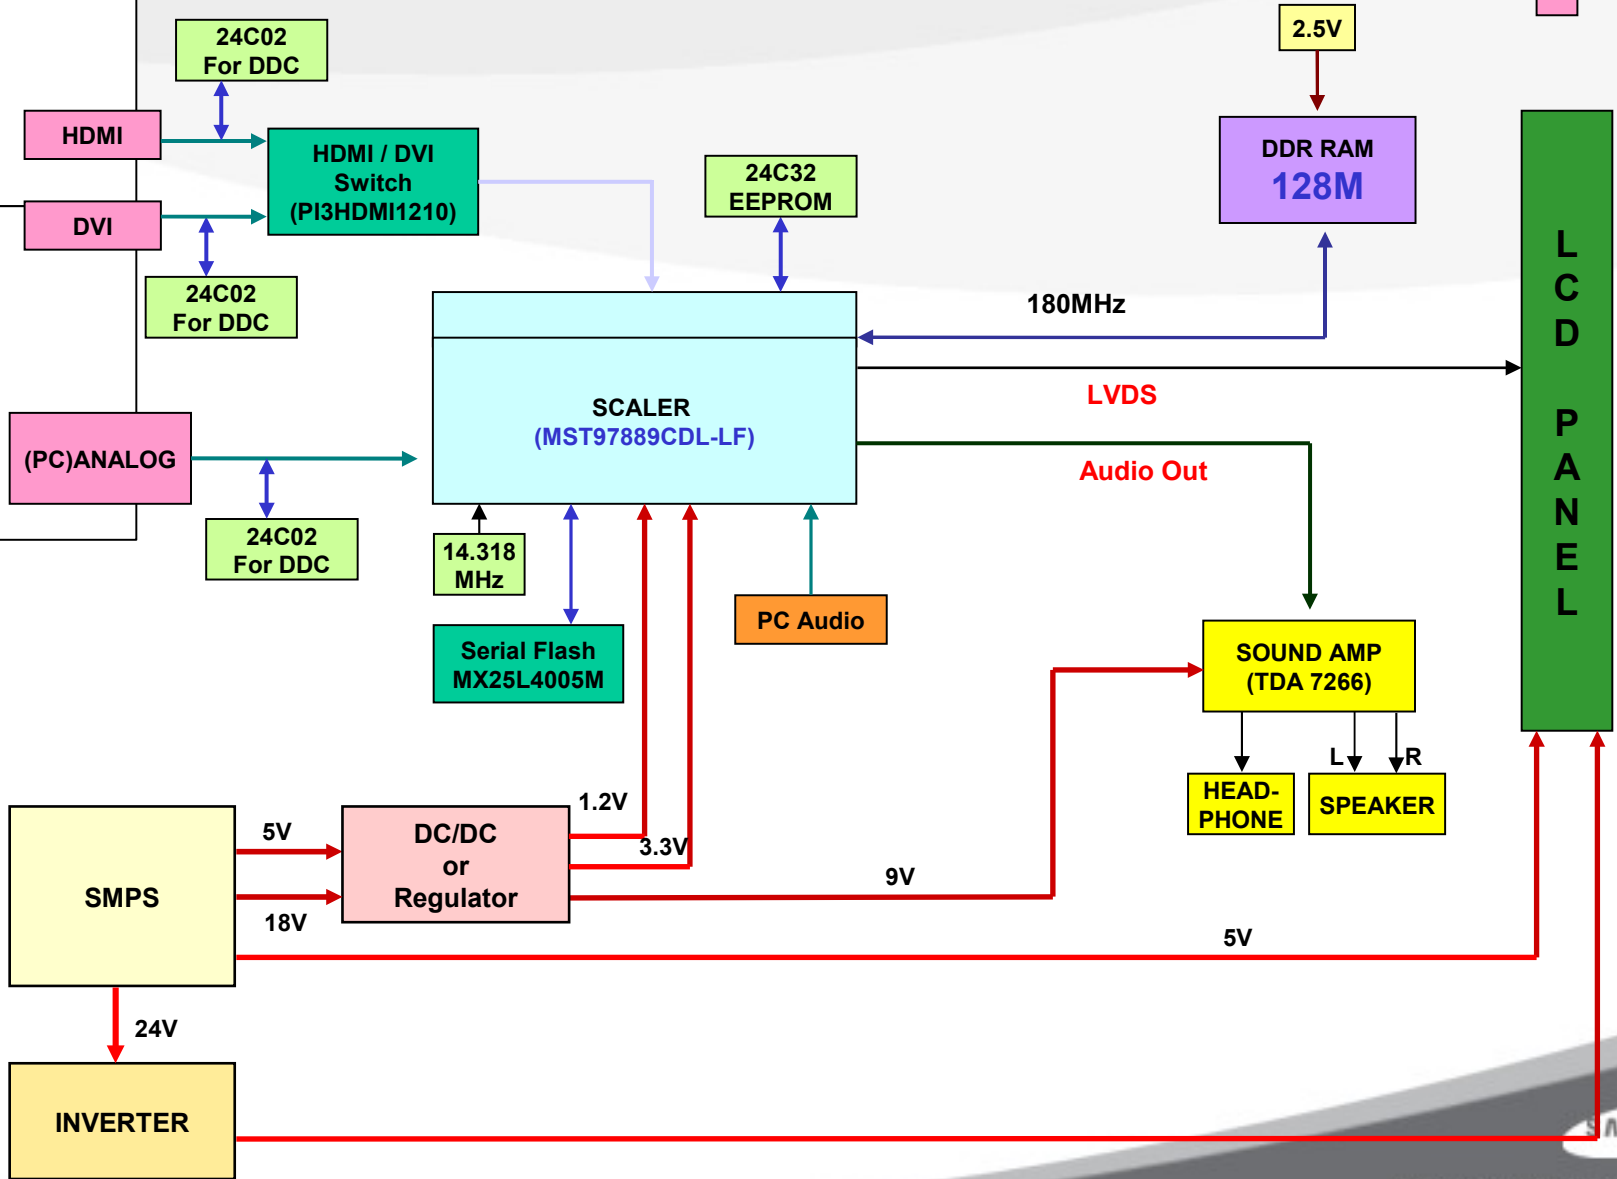 24C02
For DDC
2.5V
HDMI
HDMI / DVI
Switch
(PI3HDMI1210)
24C32
EEPROM
DDR RAM
128M
DVI
24C02
For DDC
180MHz
LCD PANEL
LVDS
SCALER
(MST97889CDL-LF)
(PC)ANALOG
Audio Out
24C02
For DDC
14.318
MHz
PC Audio
Serial Flash
MX25L4005M
SOUND AMP
(TDA 7266)
L
R
HEAD-
PHONE
SPEAKER
1.2V
3.3V
5V
DC/DC
or
Regulator
SMPS
18V
9V
5V
24V
INVERTER